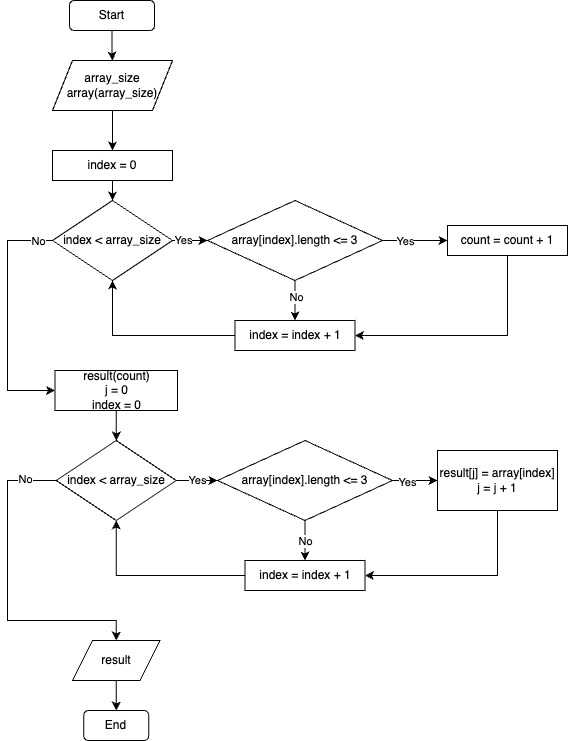 Start
array_size
array(array_size)
index = 0
index < array_size
Yes
array[index].length <= 3
Yes
count = count + 1
No
No
index = index + 1
result(count)
j = 0
index = 0
index < array_size
Yes
array[index].length <= 3
Yes
result[j] = array[index]
j = j + 1
No
No
index = index + 1
result
End